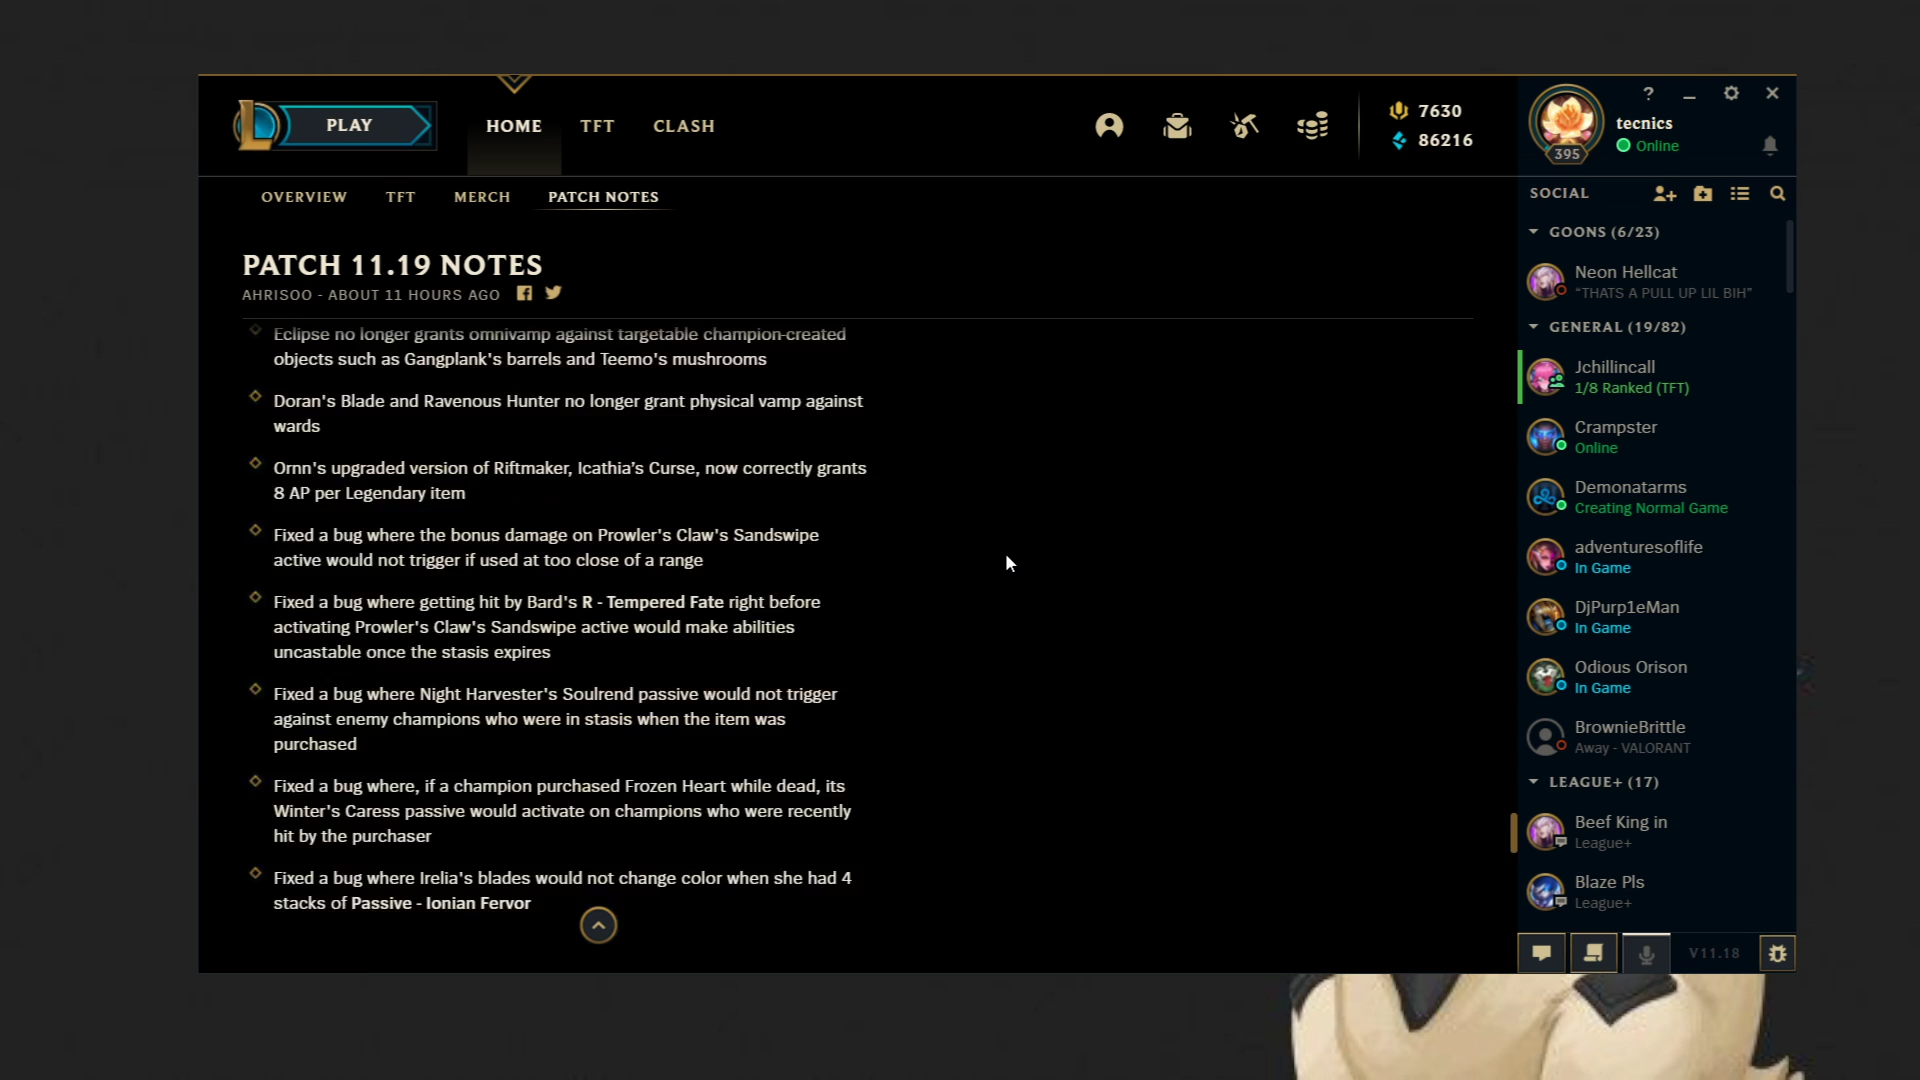 PLAY
HOME
TFT
CLASH
7630
86216
395
?
tecnics
Online
OVERVIEW
TFT
MERCH
PATCH NOTES
PATCH 11.19 NOTES
AHRISOO - ABOUT 11 HOURS AGO
Eclipse no longer grants omnivamp against targetable champion-created
objects such as Gangplank's barrels and Teemo's mushrooms
Doran's Blade and Ravenous Hunter no longer grant physical vamp against
wards
Ornn's upgraded version of Riftmaker, Icathia's Curse, now correctly grants
8 AP per Legendary item
Fixed a bug where the bonus damage on Prowler's Claw's Sandswipe
active would not trigger if used at too close of a range
Fixed a bug where getting hit by Bard's R - Tempered Fate right before
activating Prowler's Claw's Sandswipe active would make abilities
uncastable once the stasis expires
Fixed a bug where Night Harvester's Soulrend passive would not trigger
against enemy champions who were in stasis when the item was
purchased
Fixed a bug where, if a champion purchased Frozen Heart while dead, its
Winter's Caress passive would activate on champions who were recently
hit by the purchaser
Fixed a bug where Irelia's blades would not change color when she had 4
stacks of Passive - Ionian Fervor
SOCIAL
GOONS (6/23)
Neon Hellcat
“THATS A PULL UP LIL BIH”
GENERAL (19/82)
Jchillincall
1/8 Ranked (TFT)
Crampster
Online
Demonatarms
Creating Normal Game
adventuresoflife
In Game
DjPurp1eMan
In Game
Odious Orison
In Game
BrownieBrittle
Away - VALORANT
LEAGUE+ (17)
Beef King in
League+
Blaze Pls
League+
V11.18